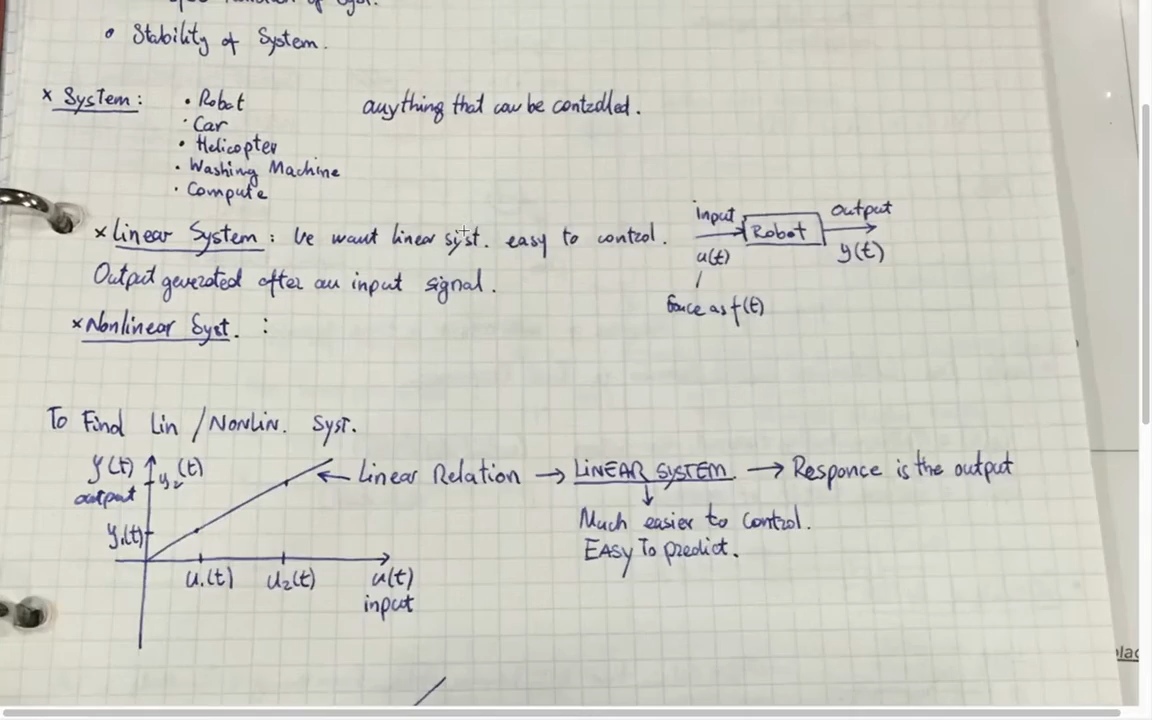 • Stability of System.
× System: • Robot anything that can be controlled.
• Car
• Helicopter
• Washing Machine
• Compute
× Linear System: We want linear syst. easy to control.
Output generated after an input signal.
input
output
Robot
u(t)
y(t)
force as f(t)
× Nonlinear Syst. :
To Find Lin / Nonlin. Syst.
y(t)
output
y₂(t)
y₁(t)
u₁(t) u₂(t) u(t)
input
← Linear Relation → LINEAR SYSTEM → Responce is the output
↓
Much easier to control.
EASY To predict.